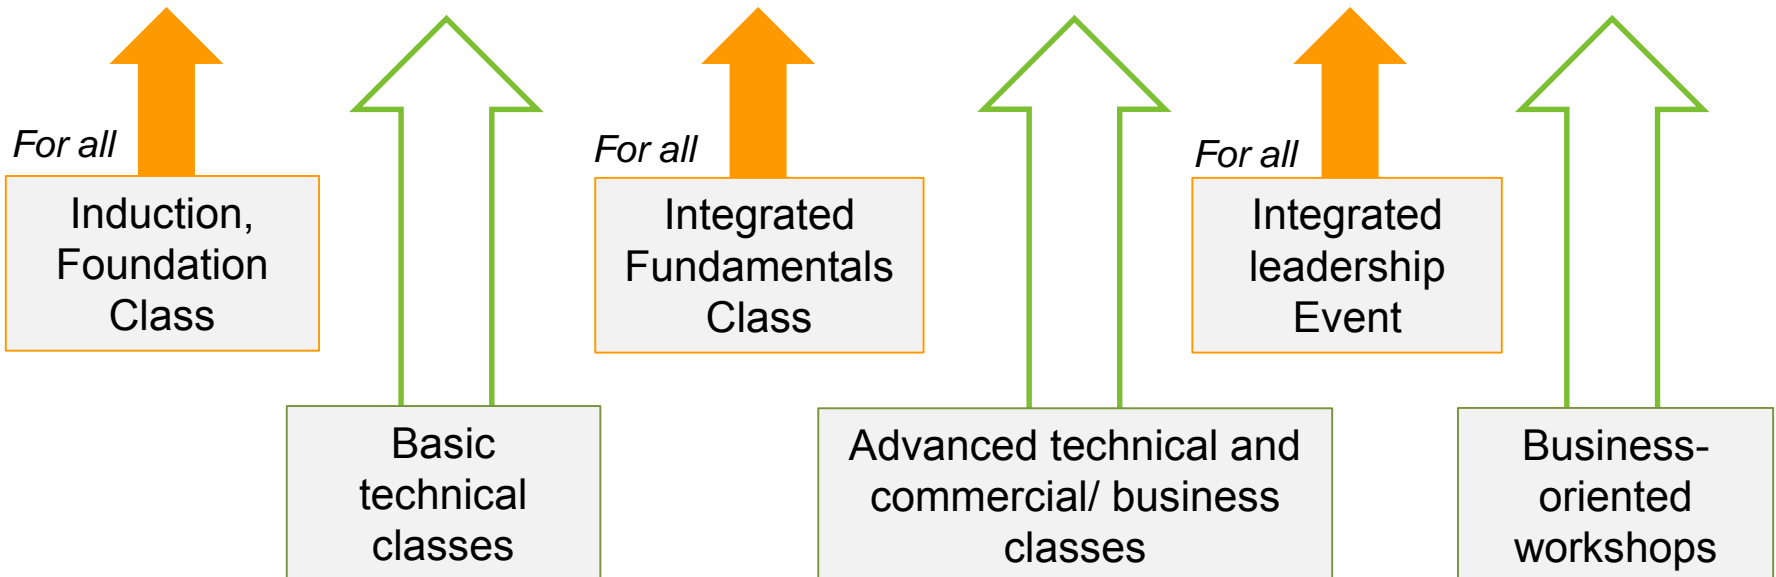 For all
Induction,
Foundation
Class
For all
Integrated
Fundamentals
Class
For all
Integrated
leadership
Event
Basic
technical
classes
Advanced technical and
commercial/ business
classes
Business-
oriented
workshops